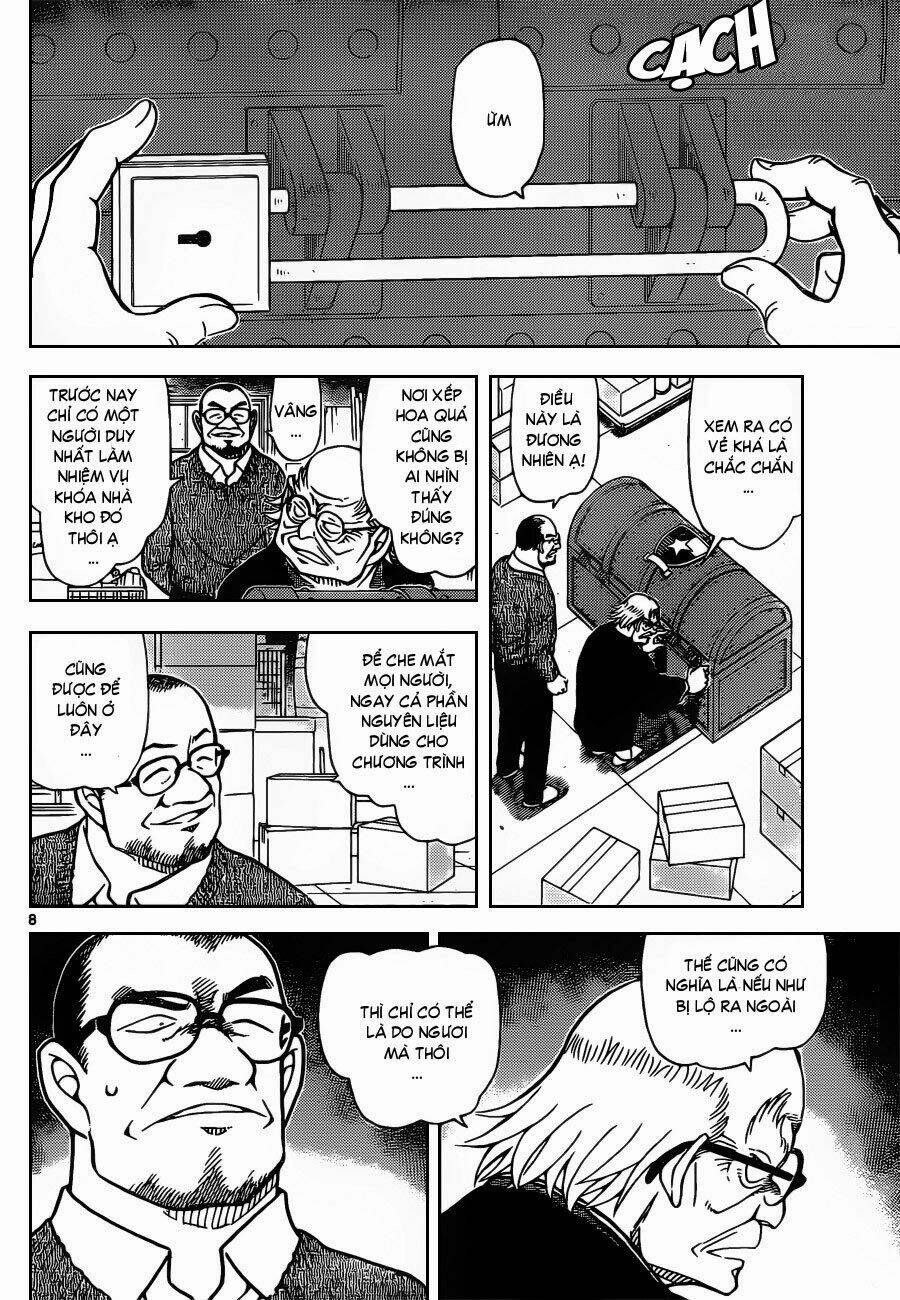 CẠCH
ỪM
XEM RA CÓ
VẺ KHÁ LÀ
CHẮC CHẮN
...
ĐIỀU
NÀY LÀ
ĐƯƠNG
NHIÊN Ạ!
NƠI XẾP
HOA QUẢ
CŨNG
KHÔNG BỊ
AI NHÌN
THẤY
ĐÚNG
KHÔNG?
VÂNG
...
TRƯỚC NAY
CHỈ CÓ MỘT
NGƯỜI DUY
NHẤT LÀM
NHIỆM VỤ
KHÓA NHÀ
KHO ĐÓ
THÔI Ạ
...
ĐỂ CHE MẮT
MỌI NGƯỜI,
NGAY CẢ PHẦN
NGUYÊN LIỆU
DÙNG CHO
CHƯƠNG TRÌNH
...
CŨNG
ĐƯỢC ĐỂ
LUÔN Ở
ĐÂY
...
8
THẾ CŨNG CÓ
NGHĨA LÀ NẾU NHƯ
BỊ LỘ RA NGOÀI
...
THÌ CHỈ CÓ THỂ
LÀ DO NGƯƠI
MÀ THÔI
...